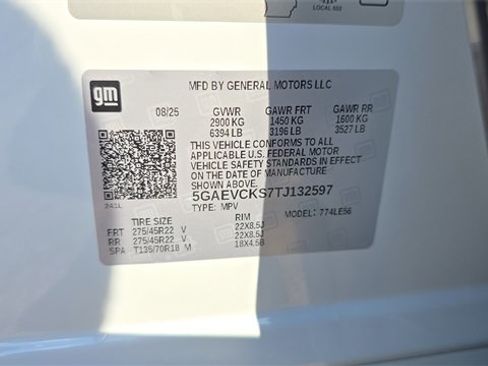 LOCAL 602
gm
MFD BY GENERAL MOTORS LLC
08/25 GVWR GAWR FRT GAWR RR
2900 KG 1450 KG 1600 KG
6394 LB 3196 LB 3527 LB
THIS VEHICLE CONFORMS TO ALL
APPLICABLE U.S. FEDERAL MOTOR
VEHICLE SAFETY STANDARDS IN EFFECT
ON THE DATE OF MANUFACTURE
SHOWN ABOVE.
5GAEVCKS7TJ132597
TYPE: MPV MODEL: 774LE56
TIRE SIZE RIM
FRT 275/45R22 V 22X8.5J
RR 275/45R22 V 22X8.5J
SPA T135/70R18 M 18X4.5B